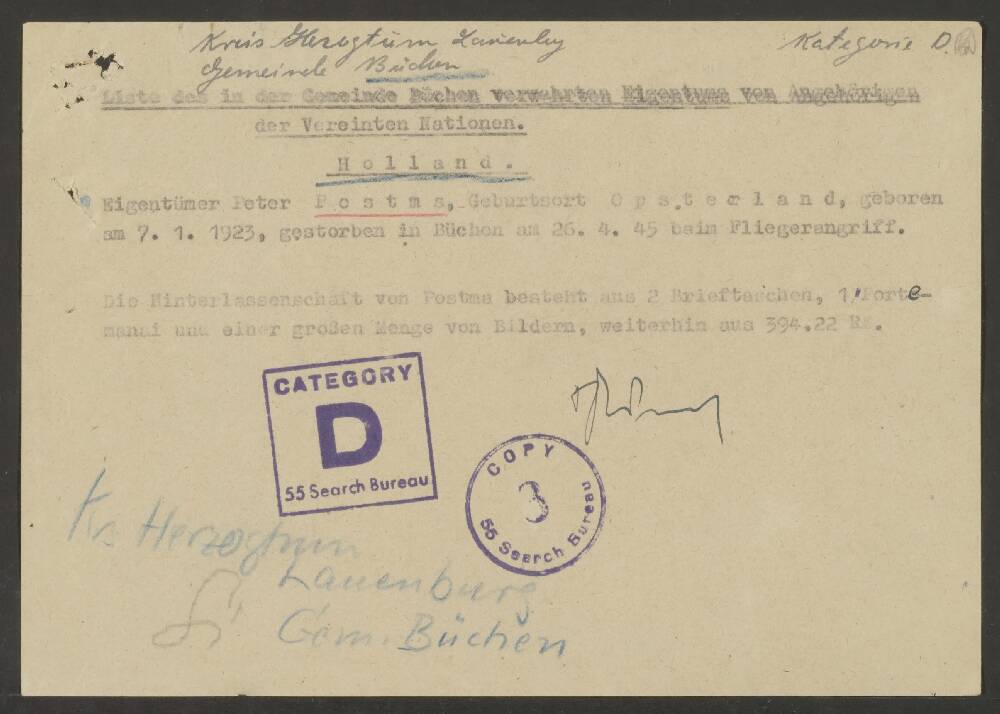 Kreis Herzogtum Lauenbg
Kategorie D.
Gemeinde Büchen
Liste des in der Gemeinde Büchen verwahrten Eigentums von Angehörigen
der Vereinten Nationen.
Holland.
Eigentümer Peter Postma, Geburtsort Opsterland, geboren
am 7. 1. 1923, gestorben in Büchen am 26. 4. 45 beim Fliegerangriff.
Die Hinterlassenschaft von Postma besteht aus 2 Brieftaschen, 1 Porte-
manai und einer großen Menge von Bildern, weiterhin aus 394.22 RM.
CATEGORY
D
55 Search Bureau
COPY
3
55 Search Bureau
Krs Herzogtum
Lauenburg
Gem. Büchen